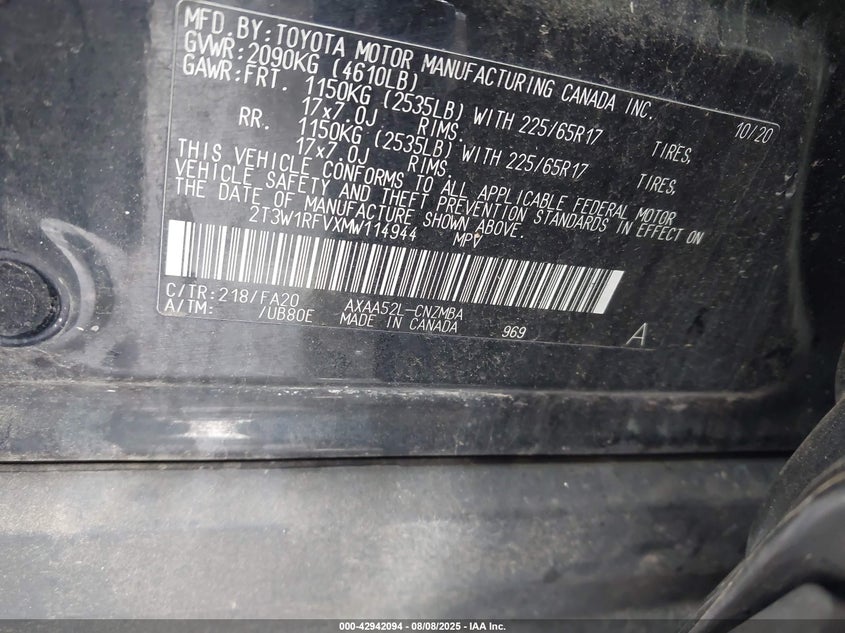 MFD. BY: TOYOTA MOTOR MANUFACTURING CANADA INC.
GVWR: 2090KG (4610LB) 10/20
GAWR: FRT. 1150KG (2535LB) WITH 225/65R17 TIRES,
17x7.0J RIMS.
RR. 1150KG (2535LB) WITH 225/65R17 TIRES,
17x7.0J RIMS.
THIS VEHICLE CONFORMS TO ALL APPLICABLE FEDERAL MOTOR
VEHICLE SAFETY AND THEFT PREVENTION STANDARDS IN EFFECT ON
THE DATE OF MANUFACTURE SHOWN ABOVE.
2T3W1RFVXMW114944 MPV
C/TR: 218/FA20 AXAA52L-CNZMBA
A/TM: /UB80E MADE IN CANADA 969 A
000-42942094 - 08/08/2025 - IAA Inc.